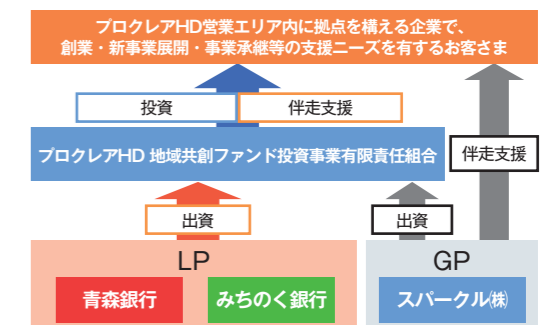 プロクレアHD営業エリア内に拠点を構える企業で、
創業・新事業展開・事業承継等の支援ニーズを有するお客さま
投資
伴走支援
プロクレアHD 地域共創ファンド投資事業有限責任組合
伴走支援
出資
出資
LP
GP
青森銀行
みちのく銀行
スパークル㈱